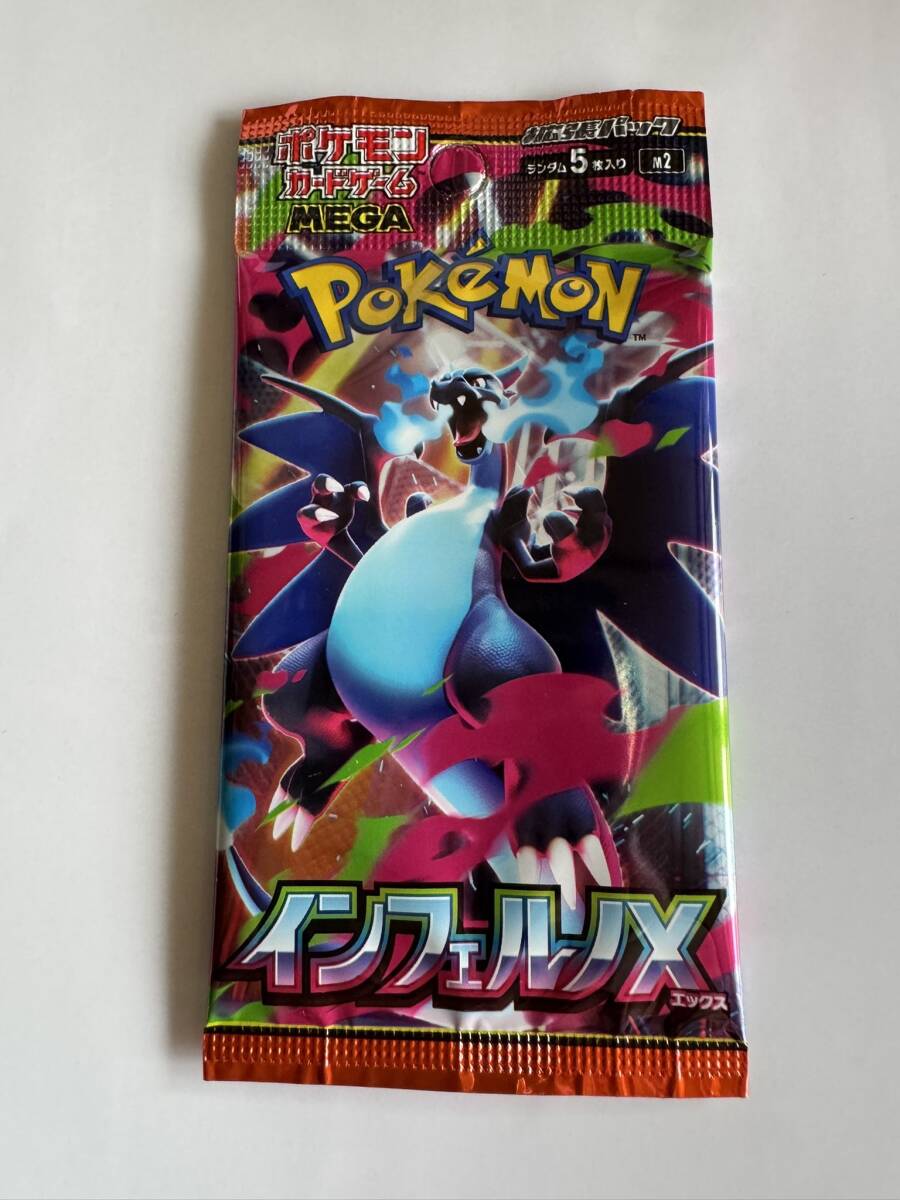 ポケモン
カードゲーム
MEGA
拡張パック
ランダム5枚入り M2
POKéMON
TM
インフェルノX
エックス